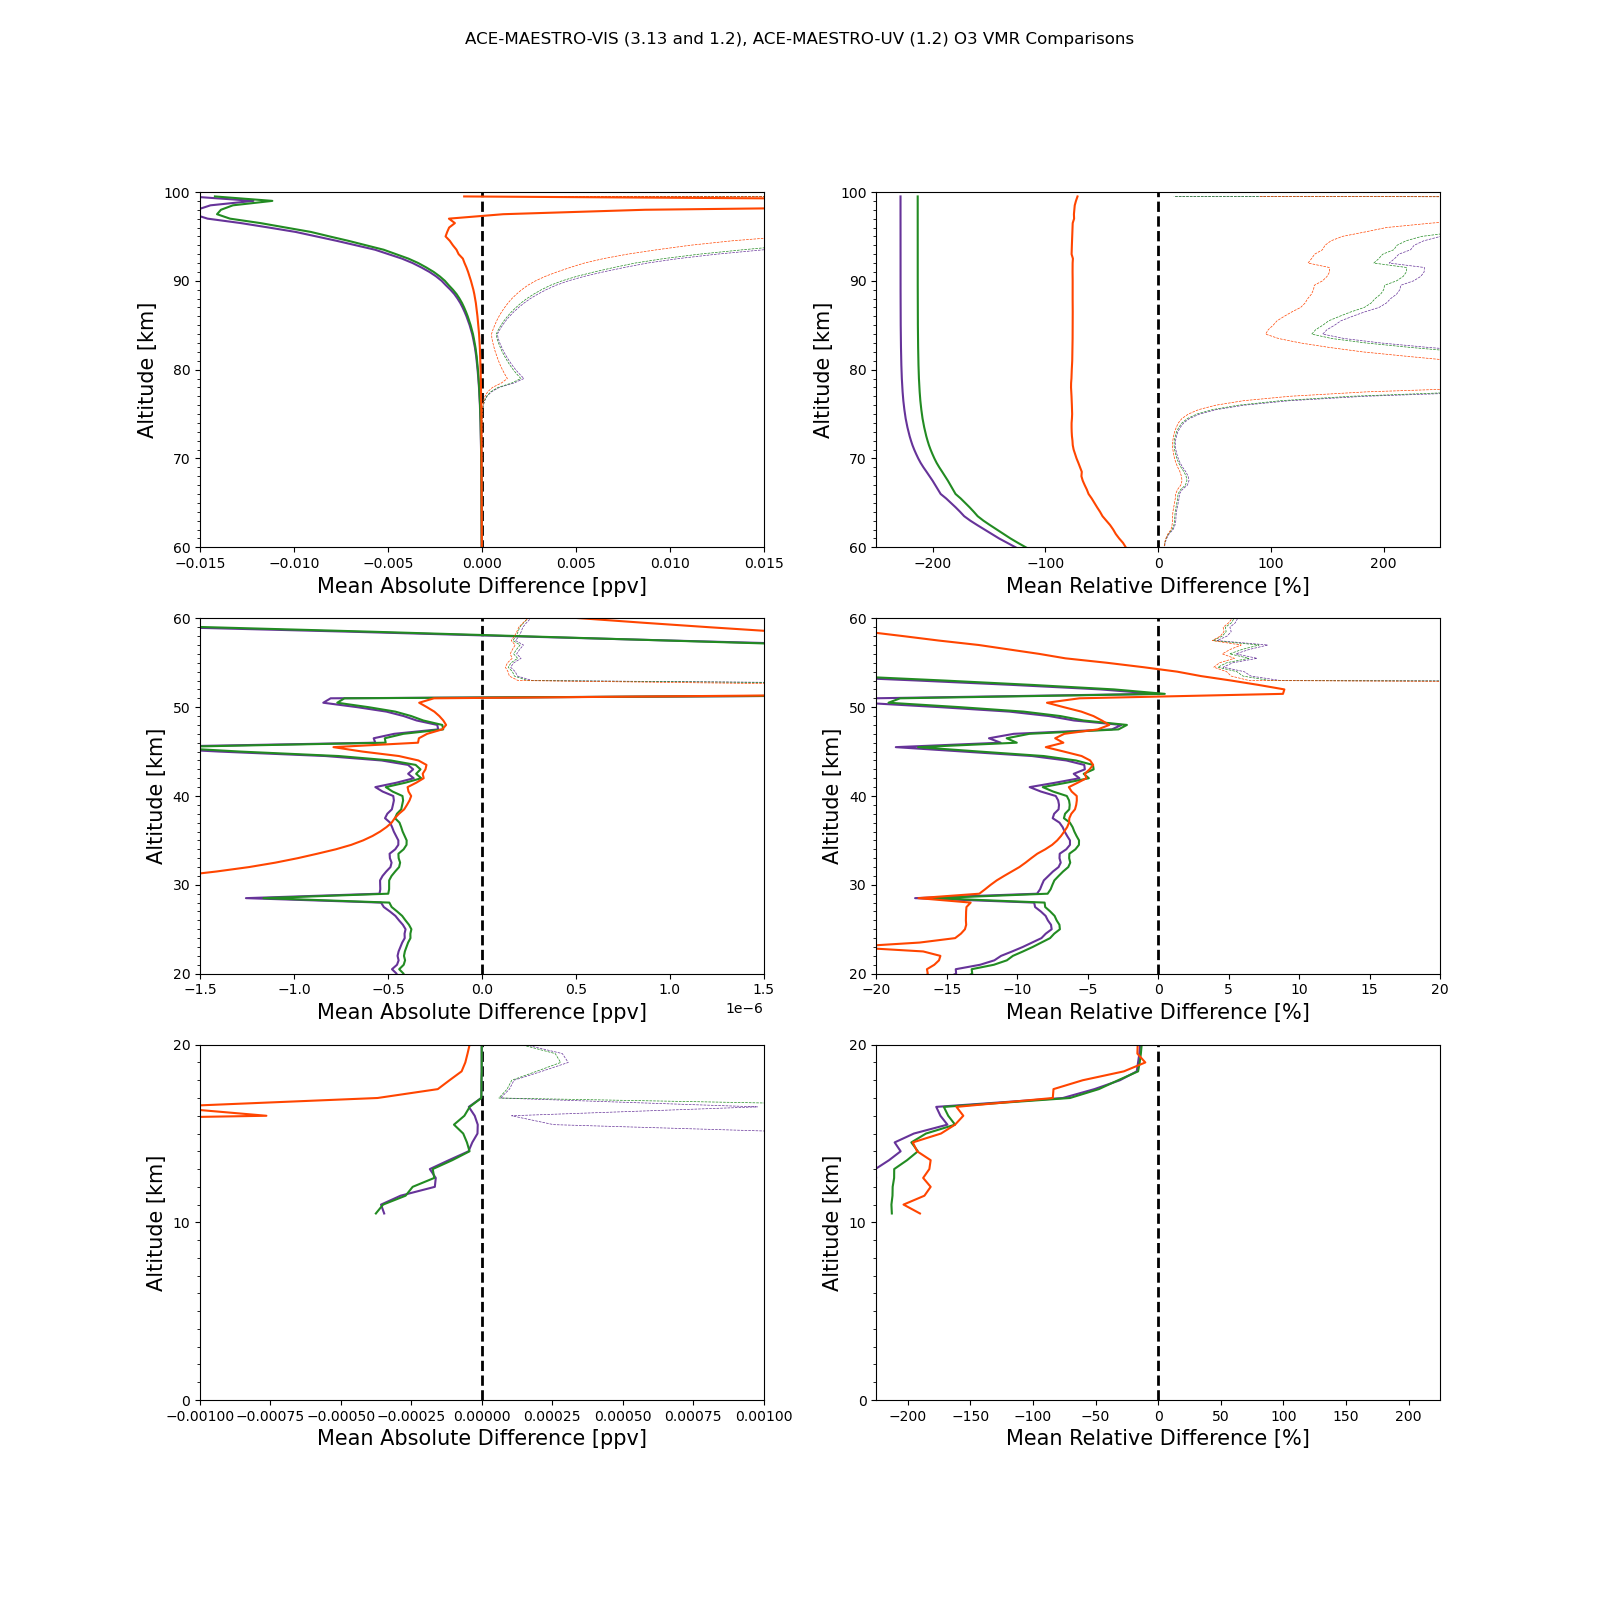 ACE-MAESTRO-VIS (3.13 and 1.2), ACE-MAESTRO-UV (1.2) O3 VMR Comparisons
100
90
80
70
60
Altitude [km]
−0.015 −0.010 −0.005 0.000 0.005 0.010 0.015
Mean Absolute Difference [ppv]
100
90
80
70
60
Altitude [km]
−200 −100 0 100 200
Mean Relative Difference [%]
60
50
40
30
20
Altitude [km]
−1.5 −1.0 −0.5 0.0 0.5 1.0 1.5
1e−6
Mean Absolute Difference [ppv]
60
50
40
30
20
Altitude [km]
−20 −15 −10 −5 0 5 10 15 20
Mean Relative Difference [%]
20
10
0
Altitude [km]
−0.00100 −0.00075 −0.00050 −0.00025 0.00000 0.00025 0.00050 0.00075 0.00100
Mean Absolute Difference [ppv]
20
10
0
Altitude [km]
−200 −150 −100 −50 0 50 100 150 200
Mean Relative Difference [%]